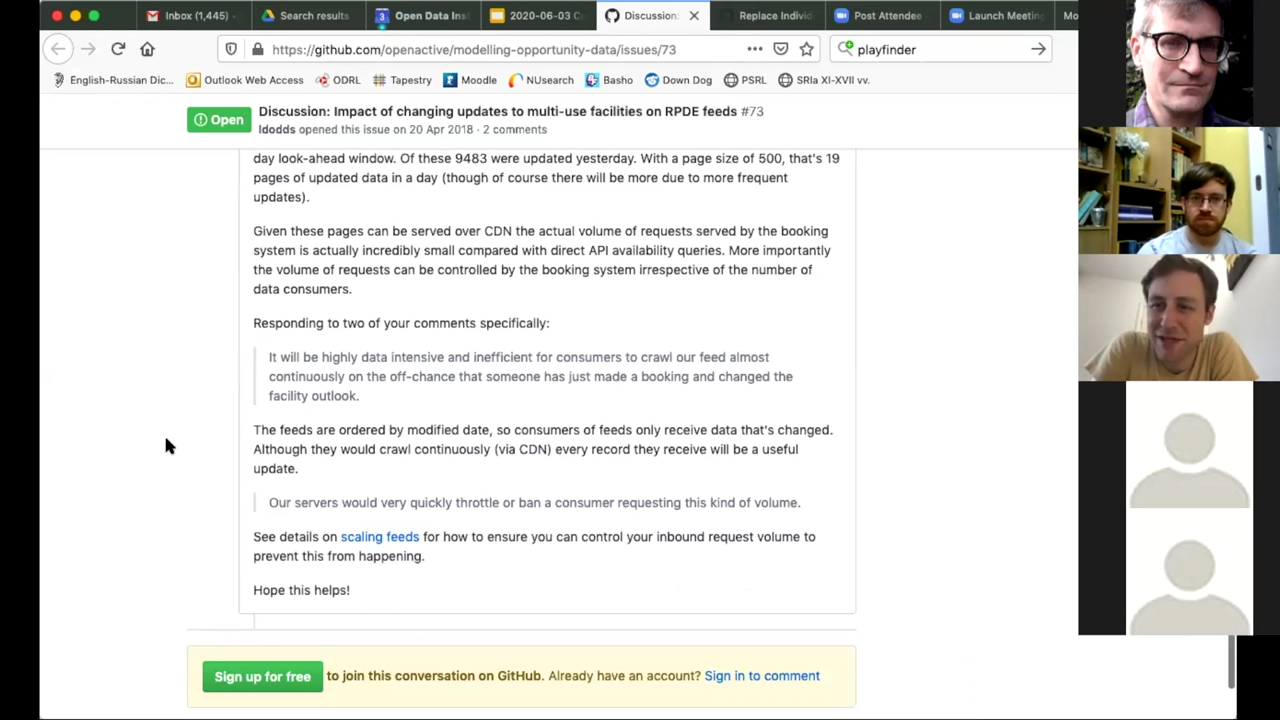 Inbox (1,445)
Search results
Open Data Ins
2020-06-03 C
Discussion:
Replace Individ
Post Attendee
Launch Meeting
Mo
https://github.com/openactive/modelling-opportunity-data/issues/73
playfinder
English-Russian Dic...
Outlook Web Access
ODRL
Tapestry
Moodle
NUsearch
Basho
Down Dog
PSRL
SRIa XI-XVII vv.
Open
Discussion: Impact of changing updates to multi-use facilities on RPDE feeds #73
ldodds opened this issue on 20 Apr 2018 · 2 comments
day look-ahead window. Of these 9483 were updated yesterday. With a page size of 500, that's 19
pages of updated data in a day (though of course there will be more due to more frequent
updates).
Given these pages can be served over CDN the actual volume of requests served by the booking
system is actually incredibly small compared with direct API availability queries. More importantly
the volume of requests can be controlled by the booking system irrespective of the number of
data consumers.
Responding to two of your comments specifically:
It will be highly data intensive and inefficient for consumers to crawl our feed almost
continuously on the off-chance that someone has just made a booking and changed the
facility outlook.
The feeds are ordered by modified date, so consumers of feeds only receive data that's changed.
Although they would crawl continuously (via CDN) every record they receive will be a useful
update.
Our servers would very quickly throttle or ban a consumer requesting this kind of volume.
See details on scaling feeds for how to ensure you can control your inbound request volume to
prevent this from happening.
Hope this helps!
Sign up for free to join this conversation on GitHub. Already have an account? Sign in to comment